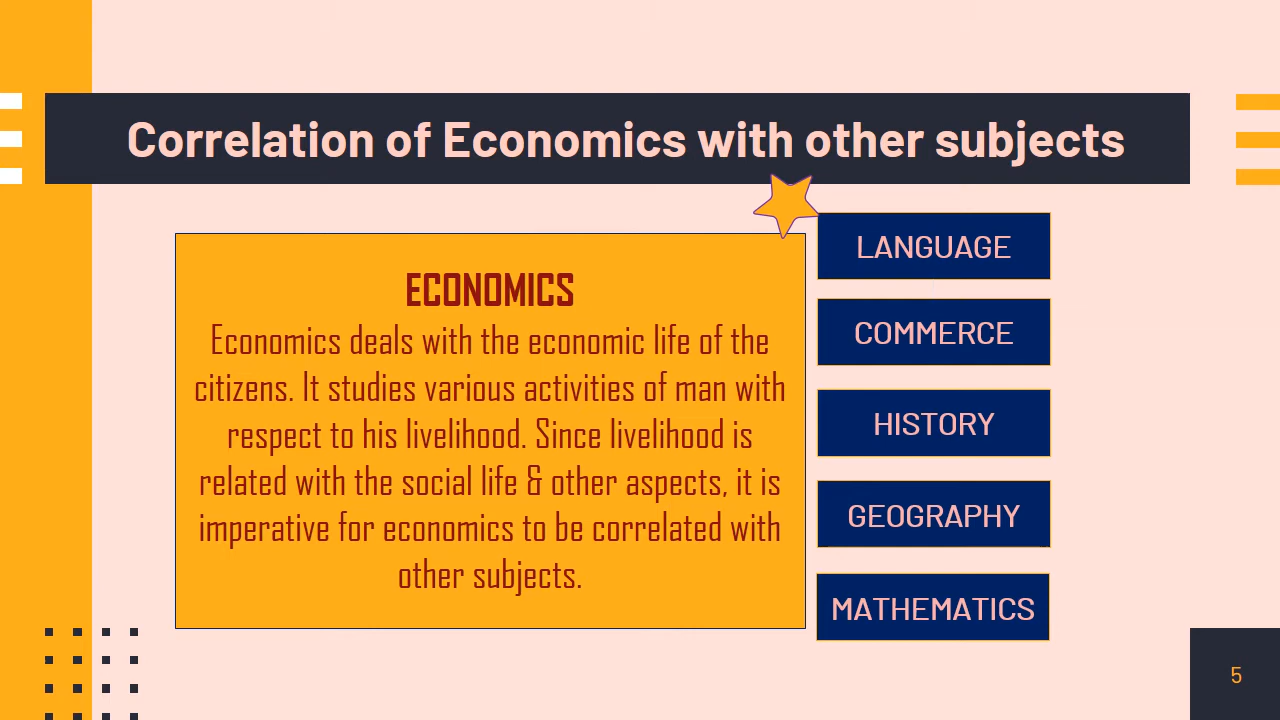 Correlation of Economics with other subjects
ECONOMICS
Economics deals with the economic life of the
citizens. It studies various activities of man with
respect to his livelihood. Since livelihood is
related with the social life & other aspects, it is
imperative for economics to be correlated with
other subjects.
LANGUAGE
COMMERCE
HISTORY
GEOGRAPHY
MATHEMATICS
5